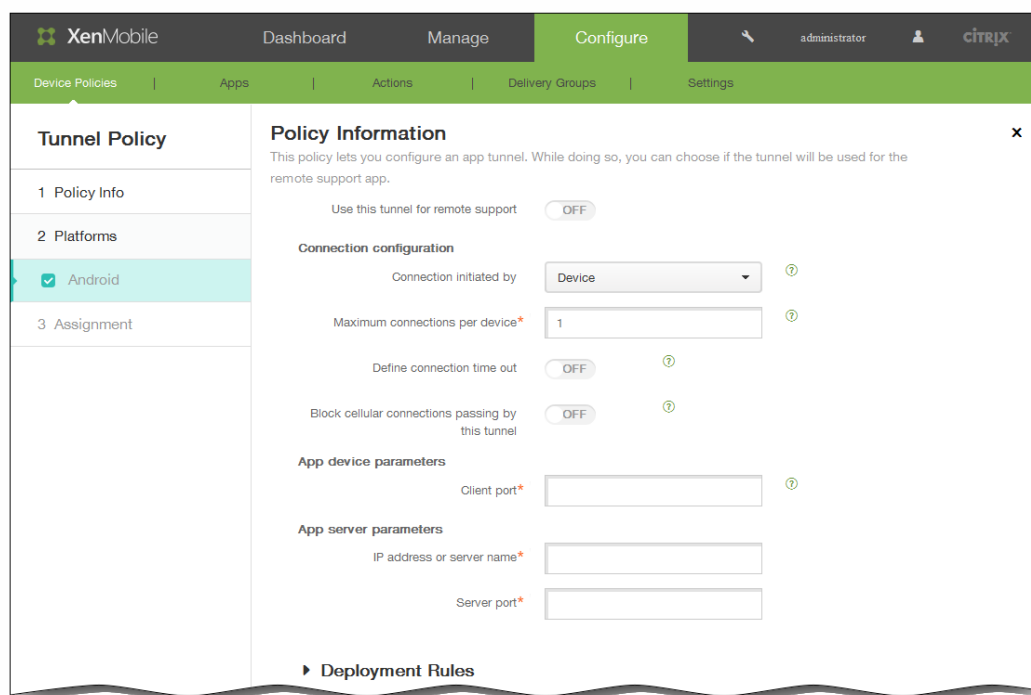 XenMobile Dashboard Manage Configure administrator CİTRIX
Device Policies | Apps | Actions | Delivery Groups | Settings
Tunnel Policy
1 Policy Info
2 Platforms
Android
3 Assignment
Policy Information x
This policy lets you configure an app tunnel. While doing so, you can choose if the tunnel will be used for the
remote support app.
Use this tunnel for remote support OFF
Connection configuration
Connection initiated by Device ?
Maximum connections per device* 1 ?
Define connection time out OFF ?
Block cellular connections passing by OFF ?
this tunnel
App device parameters
Client port* ?
App server parameters
IP address or server name*
Server port*
Deployment Rules